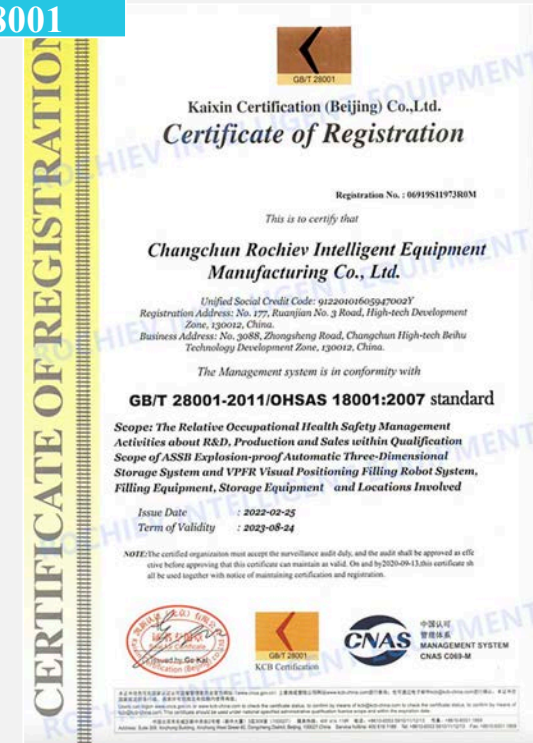 8001
GB/T 28001
Kaixin Certification (Beijing) Co.,Ltd.
Certificate of Registration
CERTIFICATE OF REGISTRATION
Registration No. : 06919S11973R0M
This is to certify that
Changchun Rochiev Intelligent Equipment
Manufacturing Co., Ltd.
Unified Social Credit Code: 91220101605947002Y
Registration Address: No. 177, Ruanjian No. 3 Road, High-tech Development
Zone, 130012, China.
Business Address: No. 3088, Zhongsheng Road, Changchun High-tech Beihu
Technology Development Zone, 130012, China.
The Management system is in conformity with
GB/T 28001-2011/OHSAS 18001:2007 standard
Scope: The Relative Occupational Health Safety Management
Activities about R&D, Production and Sales within Qualification
Scope of ASSB Explosion-proof Automatic Three-Dimensional
Storage System and VPFR Visual Positioning Filling Robot System,
Filling Equipment, Storage Equipment and Locations Involved
Issue Date : 2022-02-25
Term of Validity : 2023-08-24
NOTE:The certified organizaiton must accept the surveillance audit duly, and the audit shall be approved as effe
ctive before approving that this certificate can maintain as valid. On and by2020-09-13,this certificate sh
all be used together with notice of maintaining certification and registration.
Issued by:Ge Kai
GB/T 28001
KCB Certification
CNAS
中国认可
管理体系
MANAGEMENT SYSTEM
CNAS C069-M
ROCHIEV INTELLIGENT EQUIPMENT